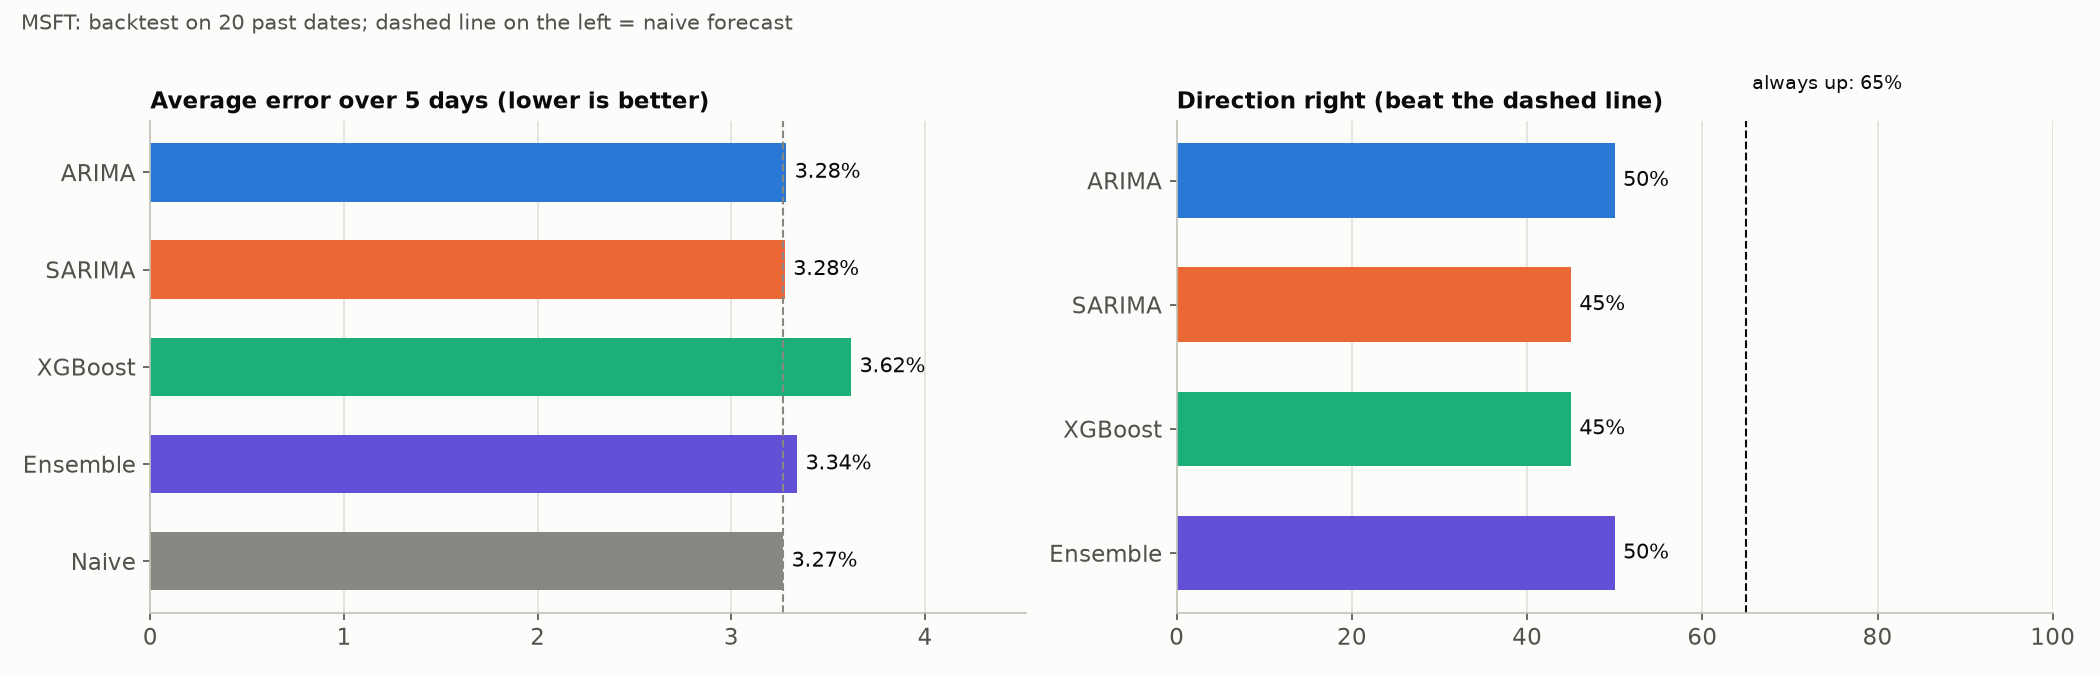 MSFT: backtest on 20 past dates; dashed line on the left = naive forecast
Average error over 5 days (lower is better)
ARIMA
3.28%
SARIMA
3.28%
XGBoost
3.62%
Ensemble
3.34%
Naive
3.27%
0 1 2 3 4
always up: 65%
Direction right (beat the dashed line)
ARIMA
50%
SARIMA
45%
XGBoost
45%
Ensemble
50%
0 20 40 60 80 100